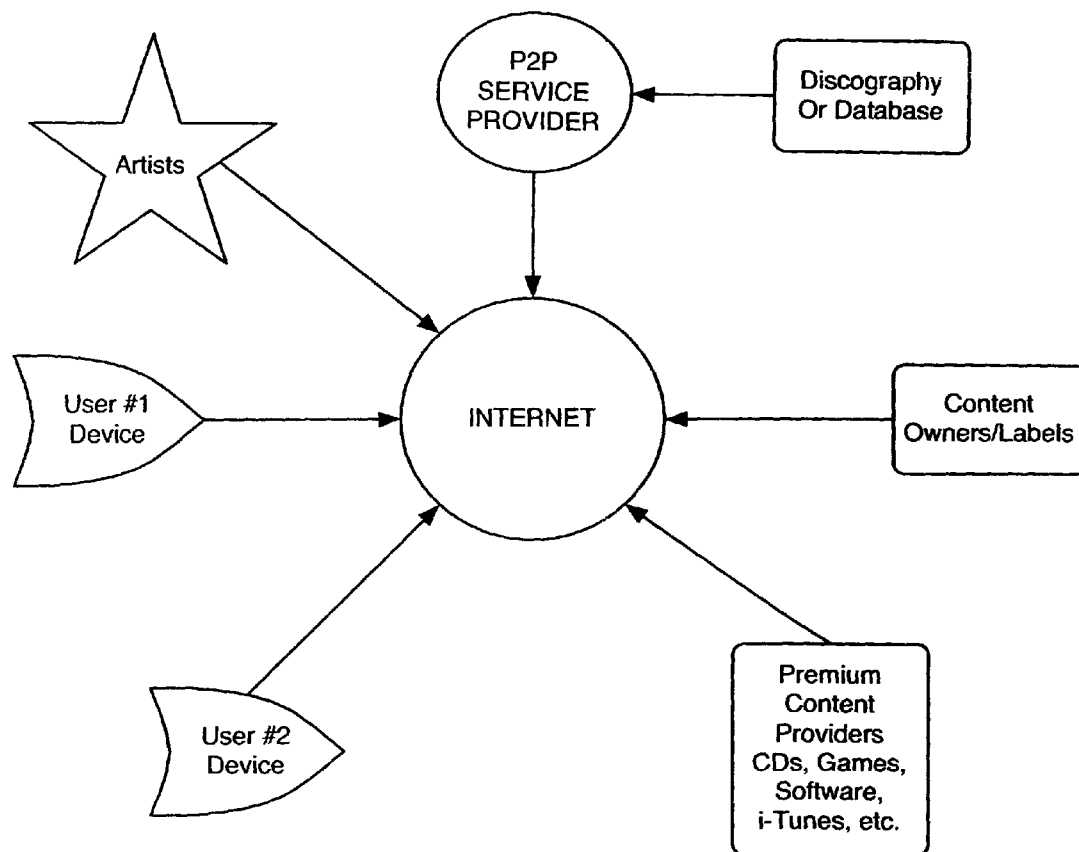 P2P
SERVICE
PROVIDER
Discography
Or Database
Artists
User #1
Device
INTERNET
Content
Owners/Labels
User #2
Device
Premium
Content
Providers
CDs, Games,
Software,
i-Tunes, etc.